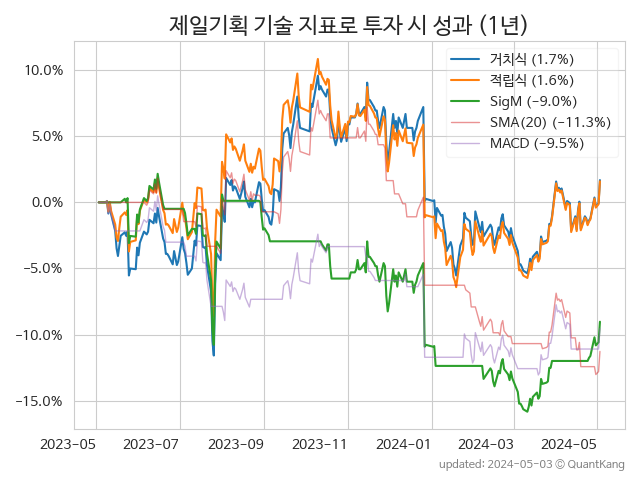 제일기획 기술 지표로 투자 시 성과 (1년)
거치식 (1.7%)
적립식 (1.6%)
SigM (−9.0%)
SMA(20) (−11.3%)
MACD (−9.5%)
10.0%
5.0%
0.0%
−5.0%
−10.0%
−15.0%
2023-05
2023-07
2023-09
2023-11
2024-01
2024-03
2024-05
updated: 2024-05-03 © QuantKang